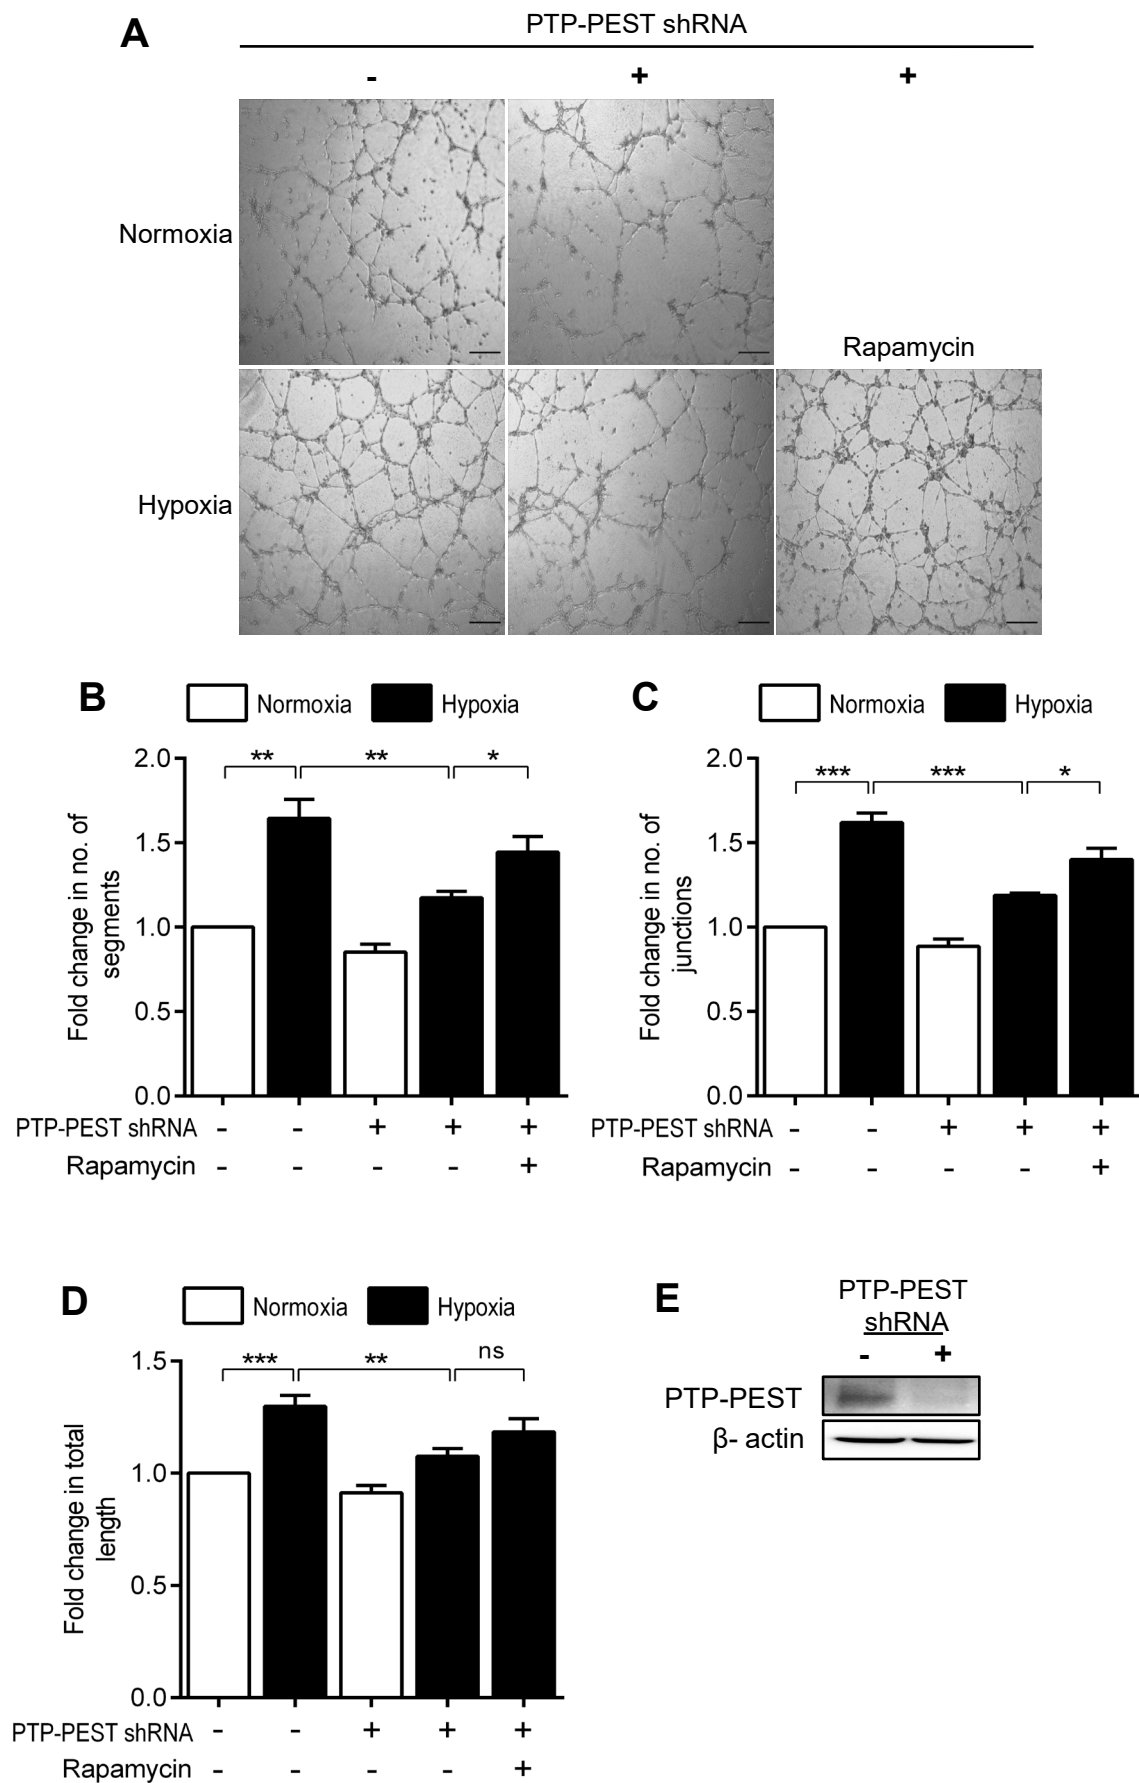 A
PTP-PEST shRNA
- + +
Normoxia
Rapamycin
Hypoxia
B
Normoxia Hypoxia
** ** *
2.0
1.5
1.0
0.5
0.0
Fold change in no. of
segments
PTP-PEST shRNA - - + + +
Rapamycin - - - - +
C
Normoxia Hypoxia
*** *** *
2.0
1.5
1.0
0.5
0.0
Fold change in no. of
junctions
PTP-PEST shRNA - - + + +
Rapamycin - - - - +
D
Normoxia Hypoxia
*** ** ns
1.5
1.0
0.5
0.0
Fold change in total
length
PTP-PEST shRNA - - + + +
Rapamycin - - - - +
E
PTP-PEST
shRNA
- +
PTP-PEST
β- actin